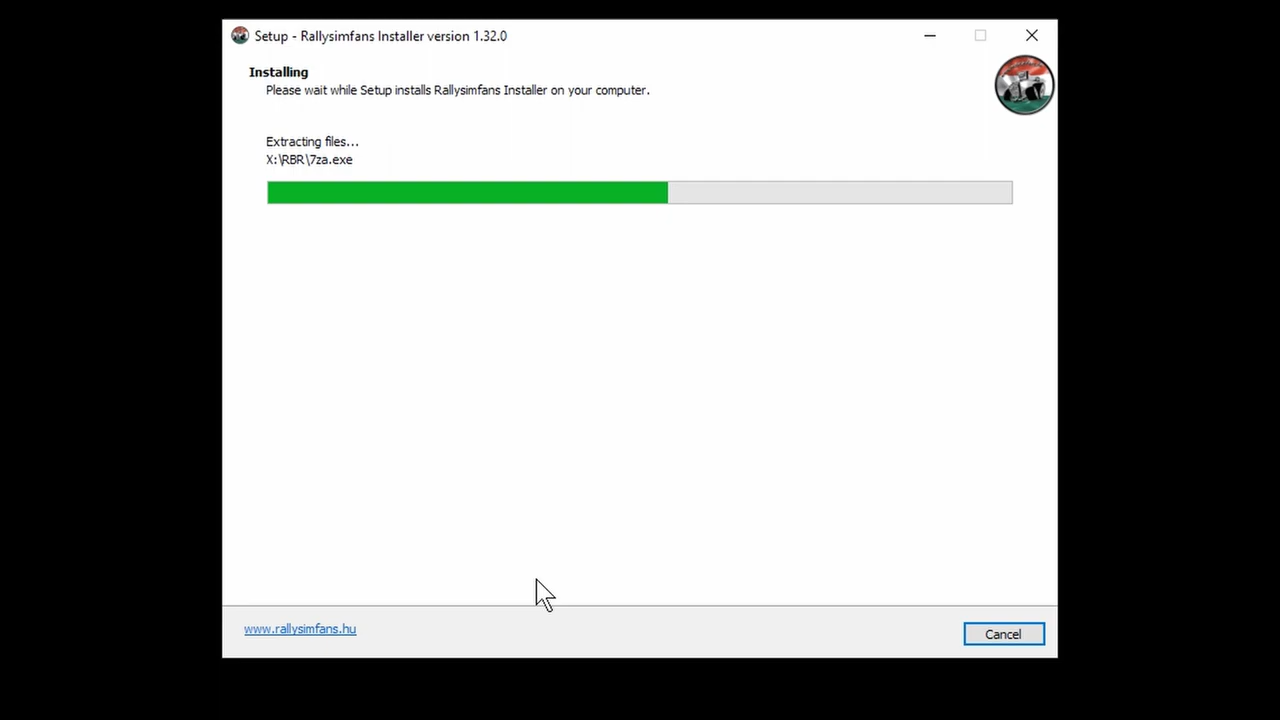 Setup - Rallysimfans Installer version 1.32.0
Installing
Please wait while Setup installs Rallysimfans Installer on your computer.
Extracting files...
X:\RBR\7za.exe
www.rallysimfans.hu
Cancel